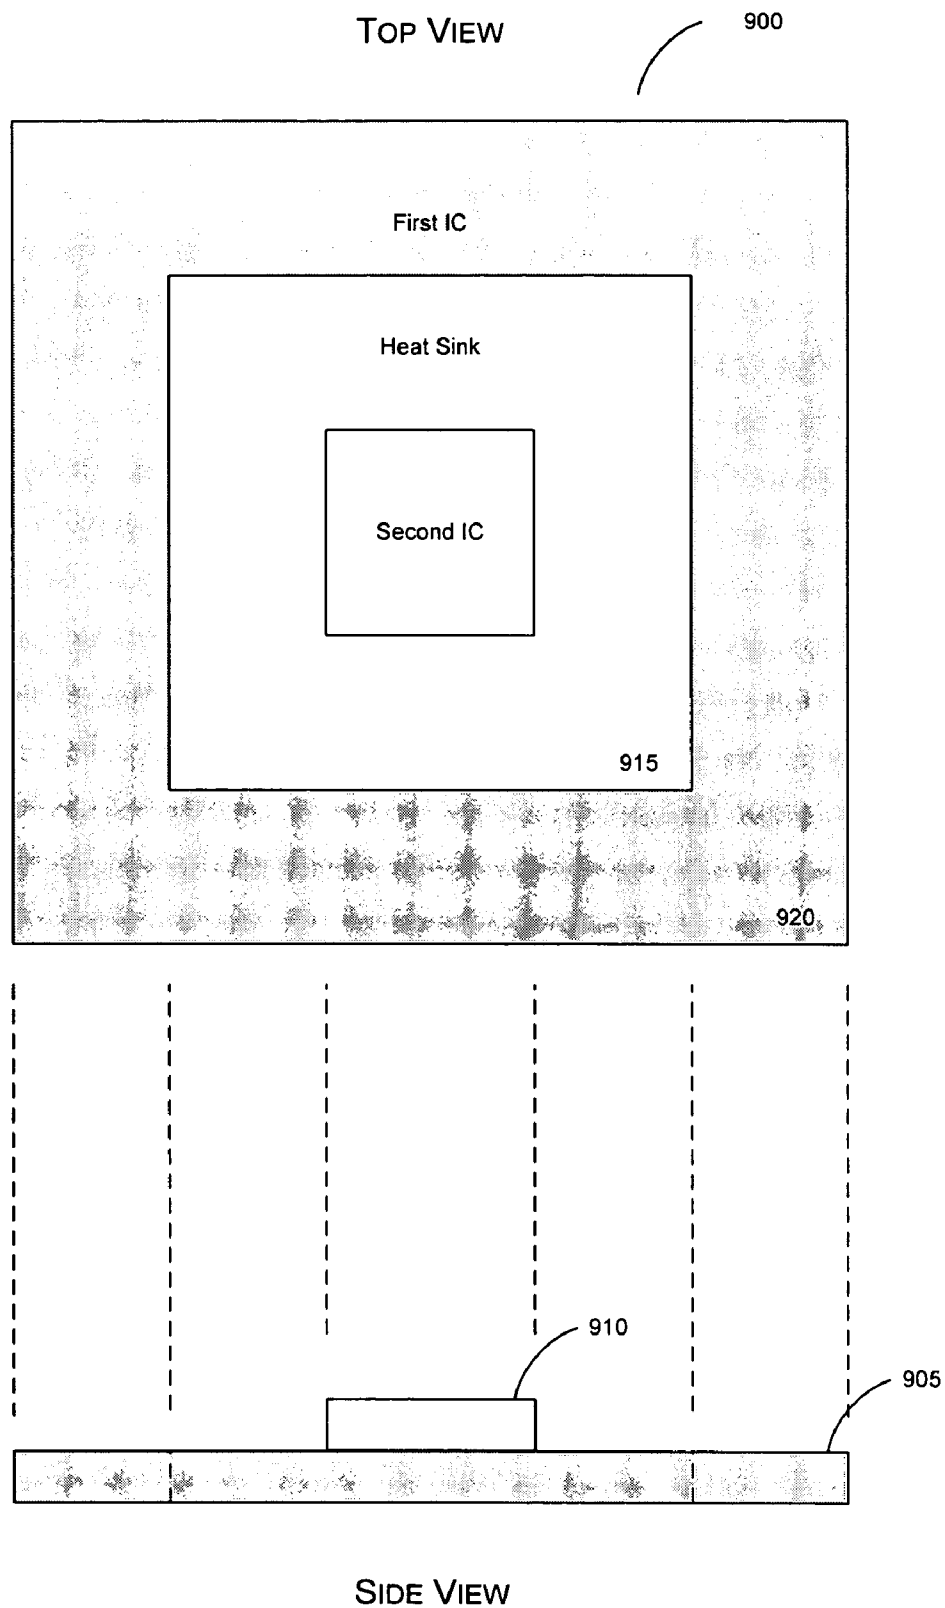 TOP VIEW
900
First IC
Heat Sink
Second IC
915
920
910
905
SIDE VIEW